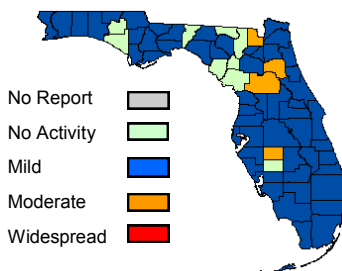 No Report
No Activity
Mild
Moderate
Widespread